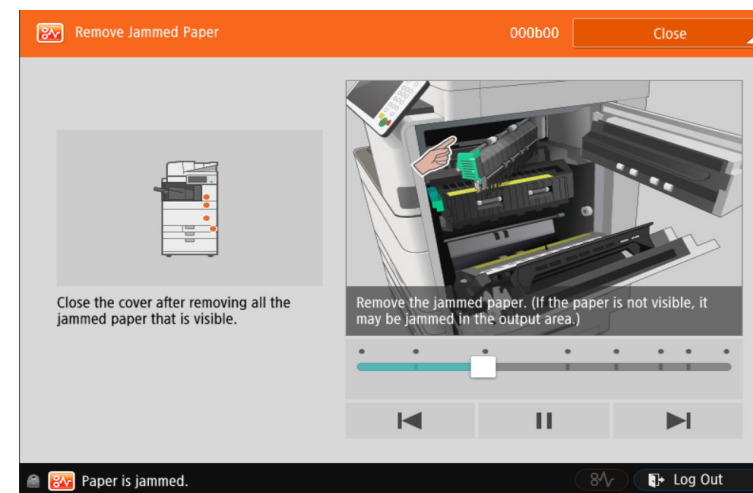 Remove Jammed Paper
000b00
Close
Close the cover after removing all the
jammed paper that is visible.
Remove the jammed paper. (If the paper is not visible, it
may be jammed in the output area.)
Paper is jammed.
Log Out